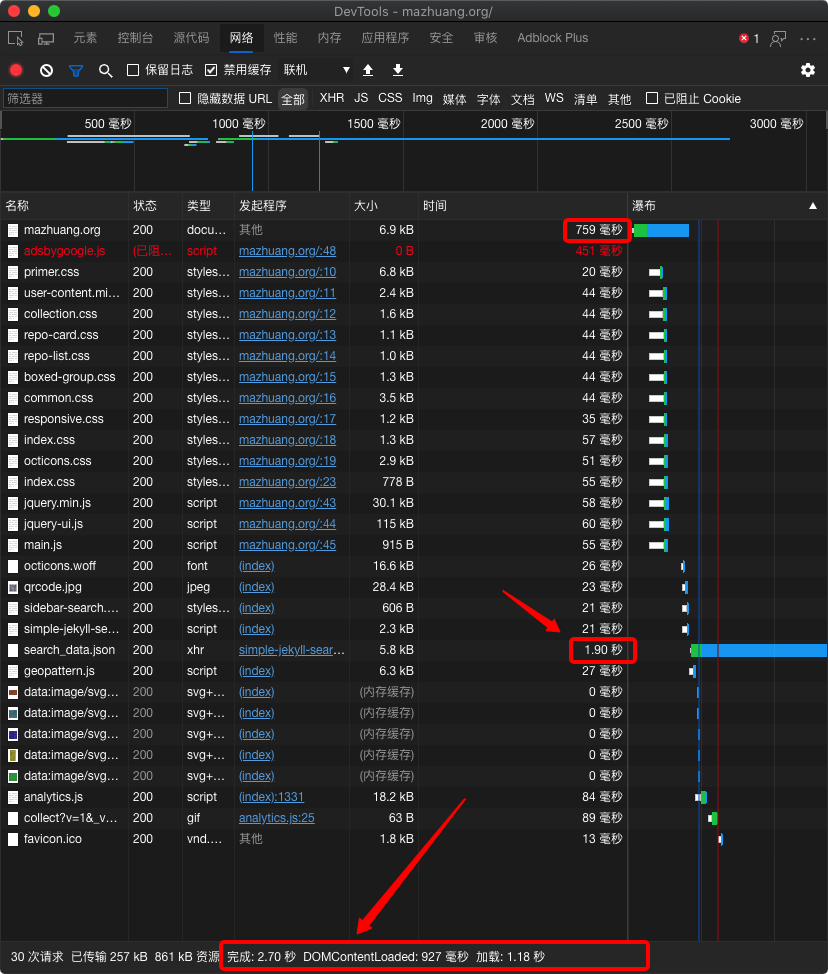 DevTools - mazhuang.org/
元素 控制台 源代码 网络 性能 内存 应用程序 安全 审核 Adblock Plus 1
保留日志 禁用缓存 联机
筛选器 隐藏数据 URL 全部 XHR JS CSS Img 媒体 字体 文档 WS 清单 其他 已阻止 Cookie
500 毫秒 1000 毫秒 1500 毫秒 2000 毫秒 2500 毫秒 3000 毫秒
名称 状态 类型 发起程序 大小 时间 瀑布
mazhuang.org 200 docu... 其他 6.9 kB 759 毫秒
adsbygoogle.js (已阻... script mazhuang.org/:48 0 B 451 毫秒
primer.css 200 styles... mazhuang.org/:10 6.8 kB 20 毫秒
user-content.mi... 200 styles... mazhuang.org/:11 2.4 kB 44 毫秒
collection.css 200 styles... mazhuang.org/:12 1.6 kB 44 毫秒
repo-card.css 200 styles... mazhuang.org/:13 1.1 kB 44 毫秒
repo-list.css 200 styles... mazhuang.org/:14 1.0 kB 44 毫秒
boxed-group.css 200 styles... mazhuang.org/:15 1.3 kB 44 毫秒
common.css 200 styles... mazhuang.org/:16 3.5 kB 44 毫秒
responsive.css 200 styles... mazhuang.org/:17 1.2 kB 35 毫秒
index.css 200 styles... mazhuang.org/:18 1.3 kB 57 毫秒
octicons.css 200 styles... mazhuang.org/:19 2.9 kB 51 毫秒
index.css 200 styles... mazhuang.org/:23 778 B 55 毫秒
jquery.min.js 200 script mazhuang.org/:43 30.1 kB 58 毫秒
jquery-ui.js 200 script mazhuang.org/:44 115 kB 60 毫秒
main.js 200 script mazhuang.org/:45 915 B 55 毫秒
octicons.woff 200 font (index) 16.6 kB 26 毫秒
qrcode.jpg 200 jpeg (index) 28.4 kB 23 毫秒
sidebar-search.... 200 styles... (index) 606 B 21 毫秒
simple-jekyll-se... 200 script (index) 2.3 kB 21 毫秒
search_data.json 200 xhr simple-jekyll-sear... 5.8 kB 1.90 秒
geopattern.js 200 script (index) 6.3 kB 27 毫秒
data:image/svg... 200 svg+... (index) (内存缓存) 0 毫秒
data:image/svg... 200 svg+... (index) (内存缓存) 0 毫秒
data:image/svg... 200 svg+... (index) (内存缓存) 0 毫秒
data:image/svg... 200 svg+... (index) (内存缓存) 0 毫秒
data:image/svg... 200 svg+... (index) (内存缓存) 0 毫秒
analytics.js 200 script (index):1331 18.2 kB 84 毫秒
collect?v=1&_v... 200 gif analytics.js:25 63 B 89 毫秒
favicon.ico 200 vnd.... 其他 1.8 kB 13 毫秒
30 次请求 已传输 257 kB 861 kB 资源 完成: 2.70 秒 DOMContentLoaded: 927 毫秒 加载: 1.18 秒